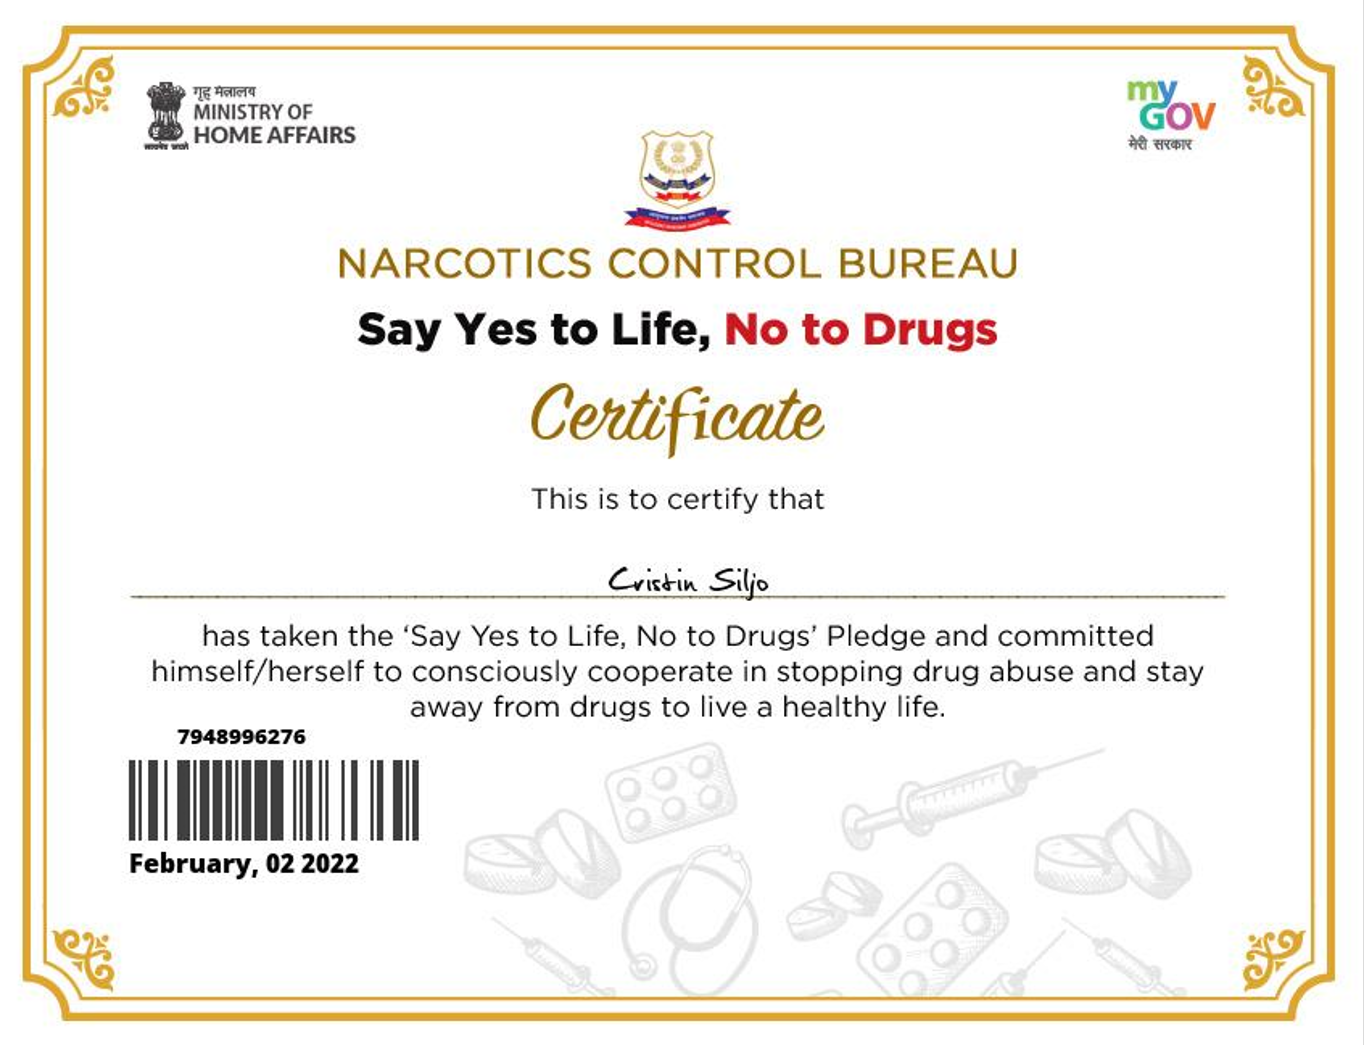 गृह मंत्रालय
MINISTRY OF
HOME AFFAIRS
सत्यमेव जयते
my
GOV
मेरी सरकार
NARCOTICS CONTROL BUREAU
Say Yes to Life, No to Drugs
Certificate
This is to certify that
Cristin Siljo
has taken the ‘Say Yes to Life, No to Drugs’ Pledge and committed
himself/herself to consciously cooperate in stopping drug abuse and stay
away from drugs to live a healthy life.
7948996276
February, 02 2022